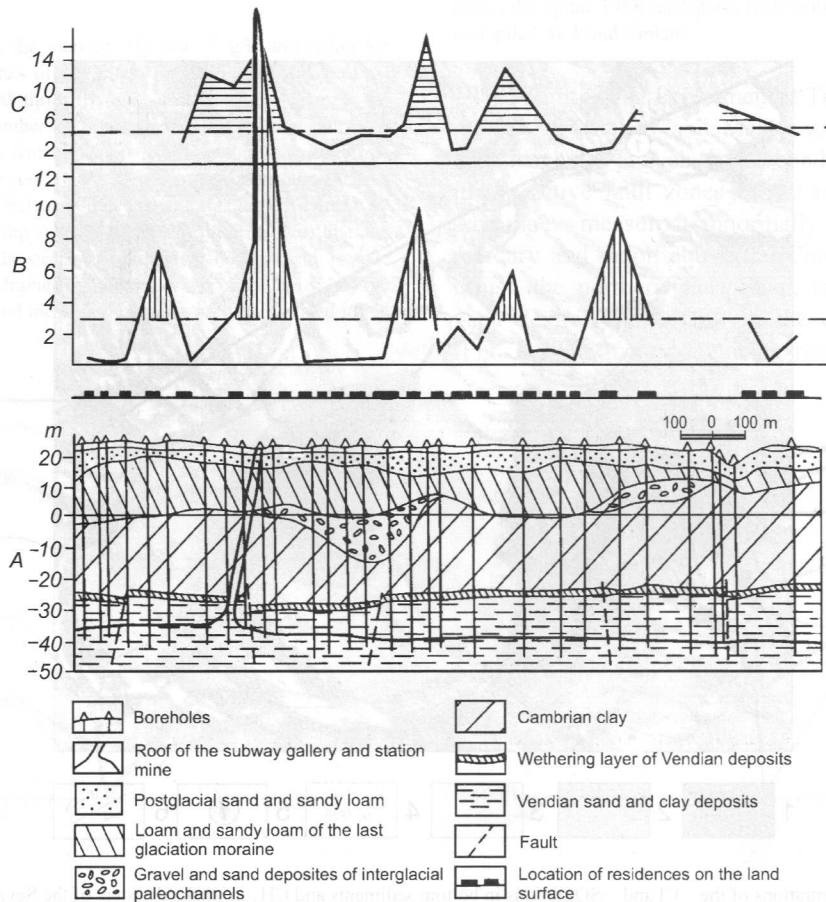 14
10
C
6
2
12
10
8
B
6
4
2
100 0 100 m
m
20
10
0
A
−10
−20
−30
−40
−50
Boreholes
Roof of the subway gallery and station
mine
Postglacial sand and sandy loam
Loam and sandy loam of the last
glaciation moraine
Gravel and sand deposites of interglacial
paleochannels
Cambrian clay
Wethering layer of Vendian deposits
Vendian sand and clay deposits
Fault
Location of residences on the land
surface